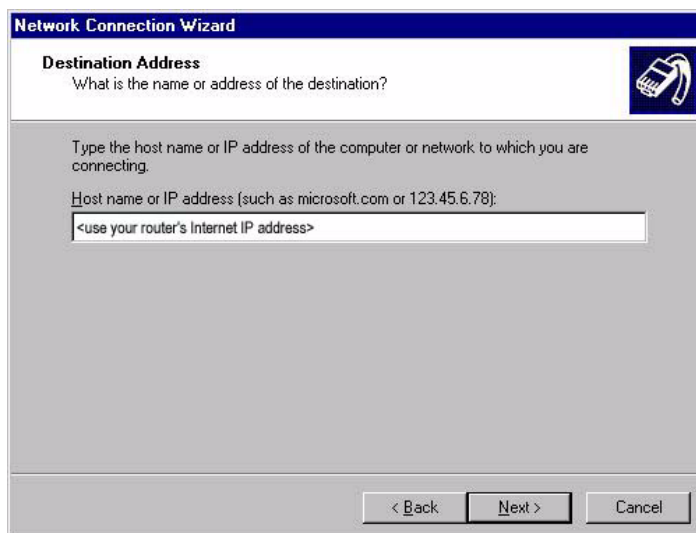 Network Connection Wizard
Destination Address
What is the name or address of the destination?
Type the host name or IP address of the computer or network to which you are
connecting.
Host name or IP address (such as microsoft.com or 123.45.6.78):
<use your router's Internet IP address>
< Back
Next >
Cancel